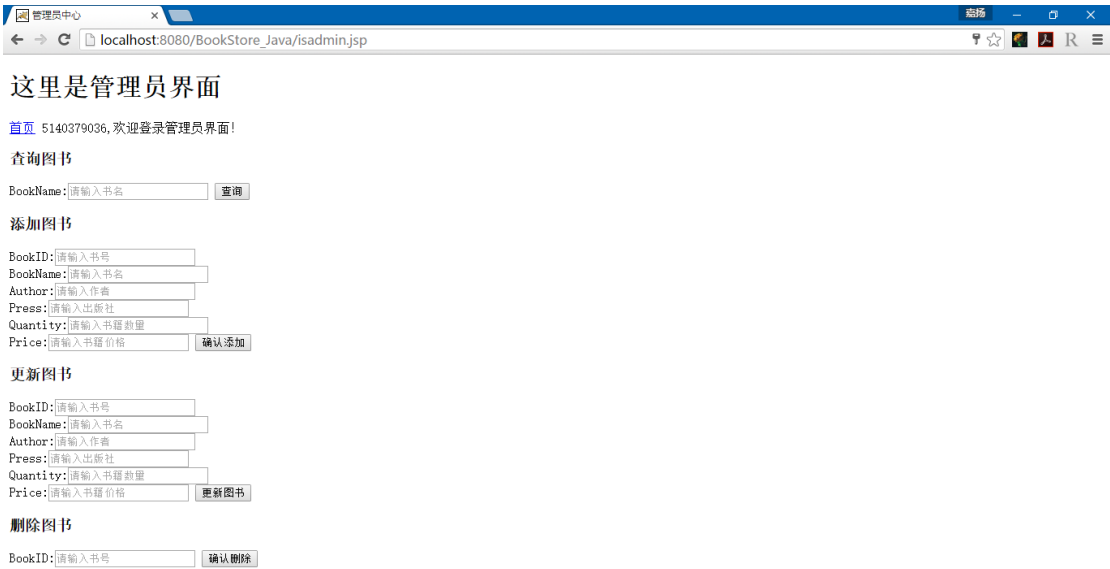 管理员中心
嘉扬
localhost:8080/BookStore_Java/isadmin.jsp
R
这里是管理员界面
首页 5140379036,欢迎登录管理员界面!
查询图书
BookName:请输入书名 查询
添加图书
BookID:请输入书号
BookName:请输入书名
Author:请输入作者
Press:请输入出版社
Quantity:请输入书籍数量
Price:请输入书籍价格 确认添加
更新图书
BookID:请输入书号
BookName:请输入书名
Author:请输入作者
Press:请输入出版社
Quantity:请输入书籍数量
Price:请输入书籍价格 更新图书
删除图书
BookID:请输入书号 确认删除